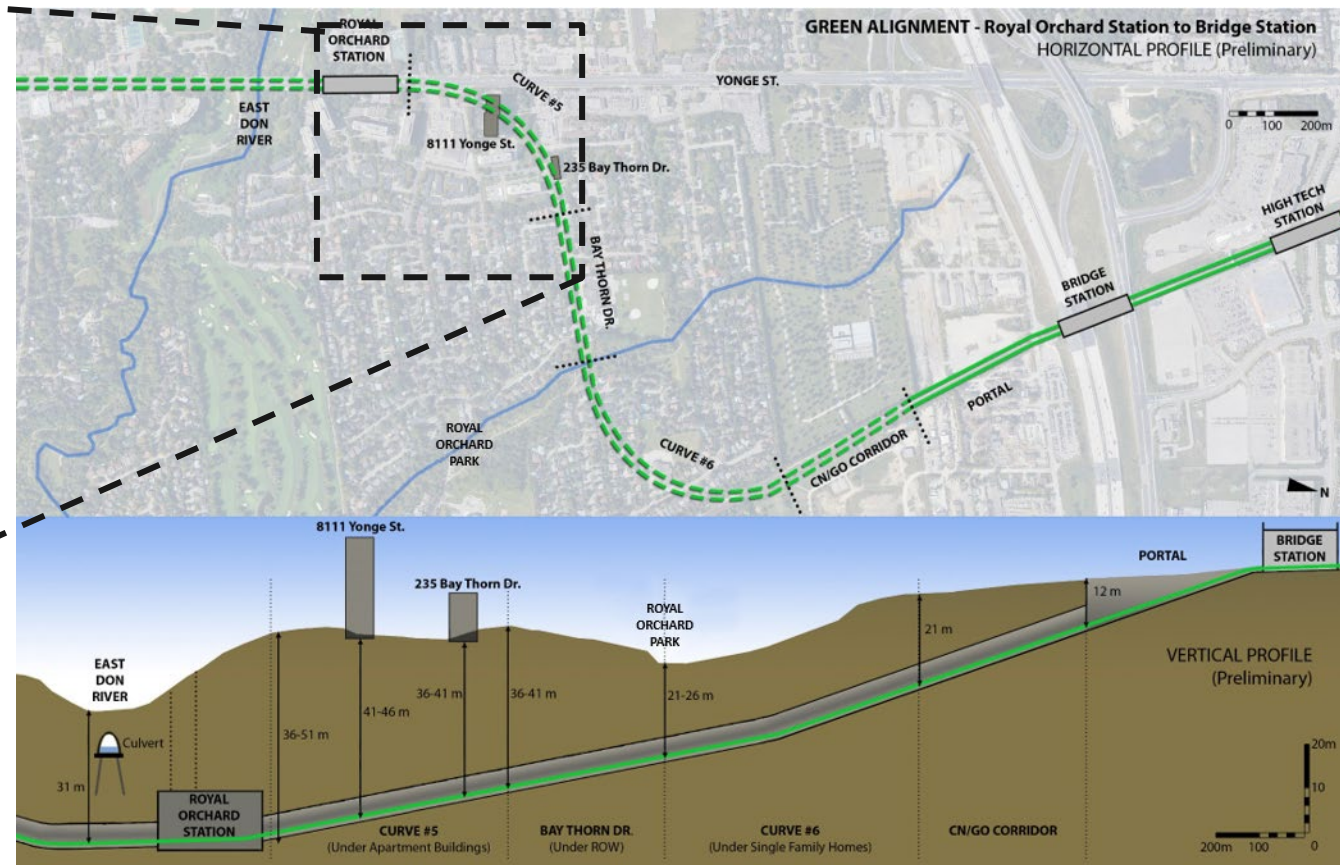 GREEN ALIGNMENT - Royal Orchard Station to Bridge Station
HORIZONTAL PROFILE (Preliminary)
ROYAL
ORCHARD
STATION
CURVE #5
YONGE ST.
EAST
DON
RIVER
8111 Yonge St.
235 Bay Thorn Dr.
0 100 200m
HIGH TECH
STATION
BAY THORN DR.
BRIDGE
STATION
PORTAL
ROYAL
ORCHARD
PARK
CURVE #6
CN/GO CORRIDOR
N
8111 Yonge St.
235 Bay Thorn Dr.
BRIDGE
STATION
PORTAL
ROYAL
ORCHARD
PARK
12 m
21 m
EAST
DON
RIVER
VERTICAL PROFILE
(Preliminary)
36-41 m
36-41 m
21-26 m
41-46 m
36-51 m
Culvert
31 m
20m
10
0
200m 100 0
ROYAL
ORCHARD
STATION
CURVE #5
(Under Apartment Buildings)
BAY THORN DR.
(Under ROW)
CURVE #6
(Under Single Family Homes)
CN/GO CORRIDOR